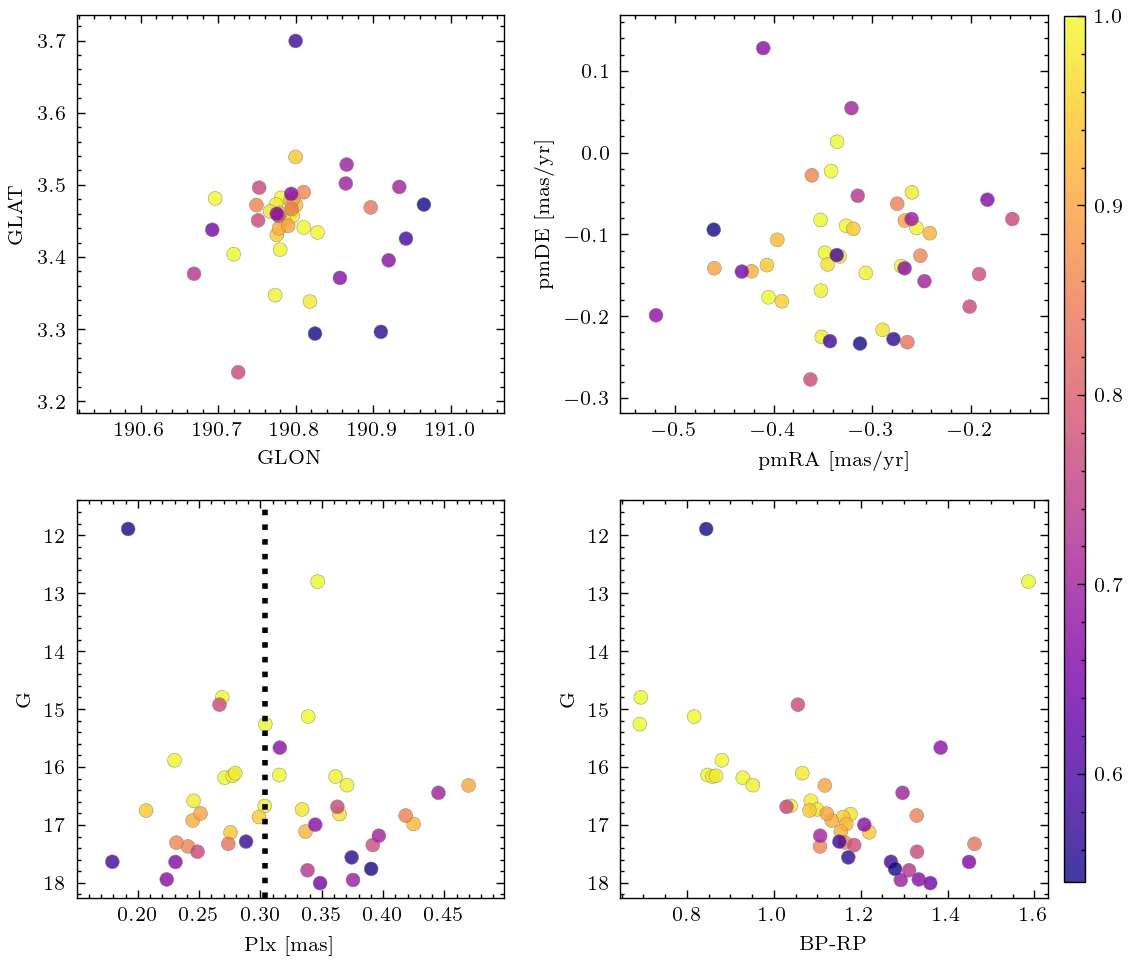 3.7
3.6
3.5
3.4
3.3
3.2
GLAT
190.6 190.7 190.8 190.9 191.0
GLON
0.1
0.0
−0.1
−0.2
−0.3
pmDE [mas/yr]
−0.5 −0.4 −0.3 −0.2
pmRA [mas/yr]
1.0
0.9
0.8
0.7
0.6
12
13
14
15
16
17
18
G
0.20 0.25 0.30 0.35 0.40 0.45
Plx [mas]
12
13
14
15
16
17
18
G
0.8 1.0 1.2 1.4 1.6
BP-RP